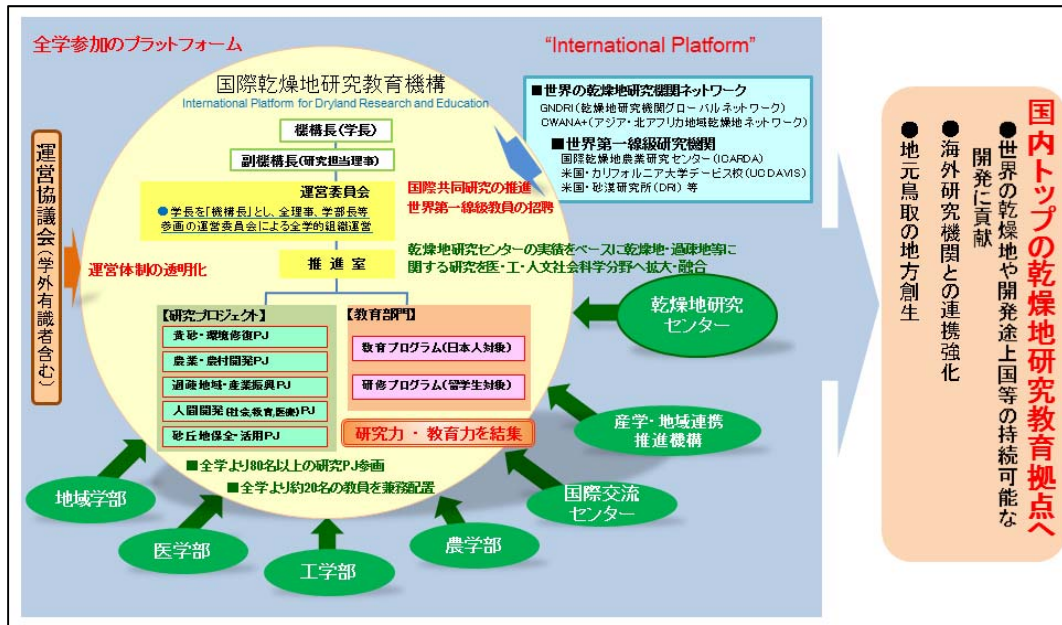 全学参加のプラットフォーム
“International Platform”
国際乾燥地研究教育機構
International Platform for Dryland Research and Education
機構長(学長)
副機構長(研究担当理事)
運営委員会
●学長を「機構長」とし、全理事、学部長等
参画の運営委員会による全学的組織運営
推進室
運営協議会(学外有識者含む)
運営体制の透明化
国際共同研究の推進
世界第一線級教員の招聘
■世界の乾燥地研究機関ネットワーク
GNDRI(乾燥地研究機関グローバルネットワーク)
CWANA+(アジア・北アフリカ地域乾燥地ネットワーク)
■世界第一線級研究機関
国際乾燥地農業研究センター(ICARDA)
米国・カリフォルニア大学デービス校(UCDAVIS)
米国・砂漠研究所(DRI) 等
乾燥地研究センターの実績をベースに乾燥地・過疎地等に
関する研究を医・工・人文社会科学分野へ拡大・融合
【研究プロジェクト】
黄砂・環境修復PJ
農業・農村開発PJ
過疎地域・産業振興PJ
人間開発(社会,教育,医療)PJ
砂丘地保全・活用PJ
【教育部門】
教育プログラム(日本人対象)
研修プログラム(留学生対象)
研究力・教育力を結集
■全学より80名以上の研究PJ参画
■全学より約20名の教員を兼務配置
地域学部
医学部
工学部
農学部
国際交流
センター
産学・地域連携
推進機構
乾燥地研究
センター
国内トップの乾燥地研究教育拠点へ
●世界の乾燥地や開発途上国等の持続可能な
開発に貢献
●海外研究機関との連携強化
●地元鳥取の地方創生